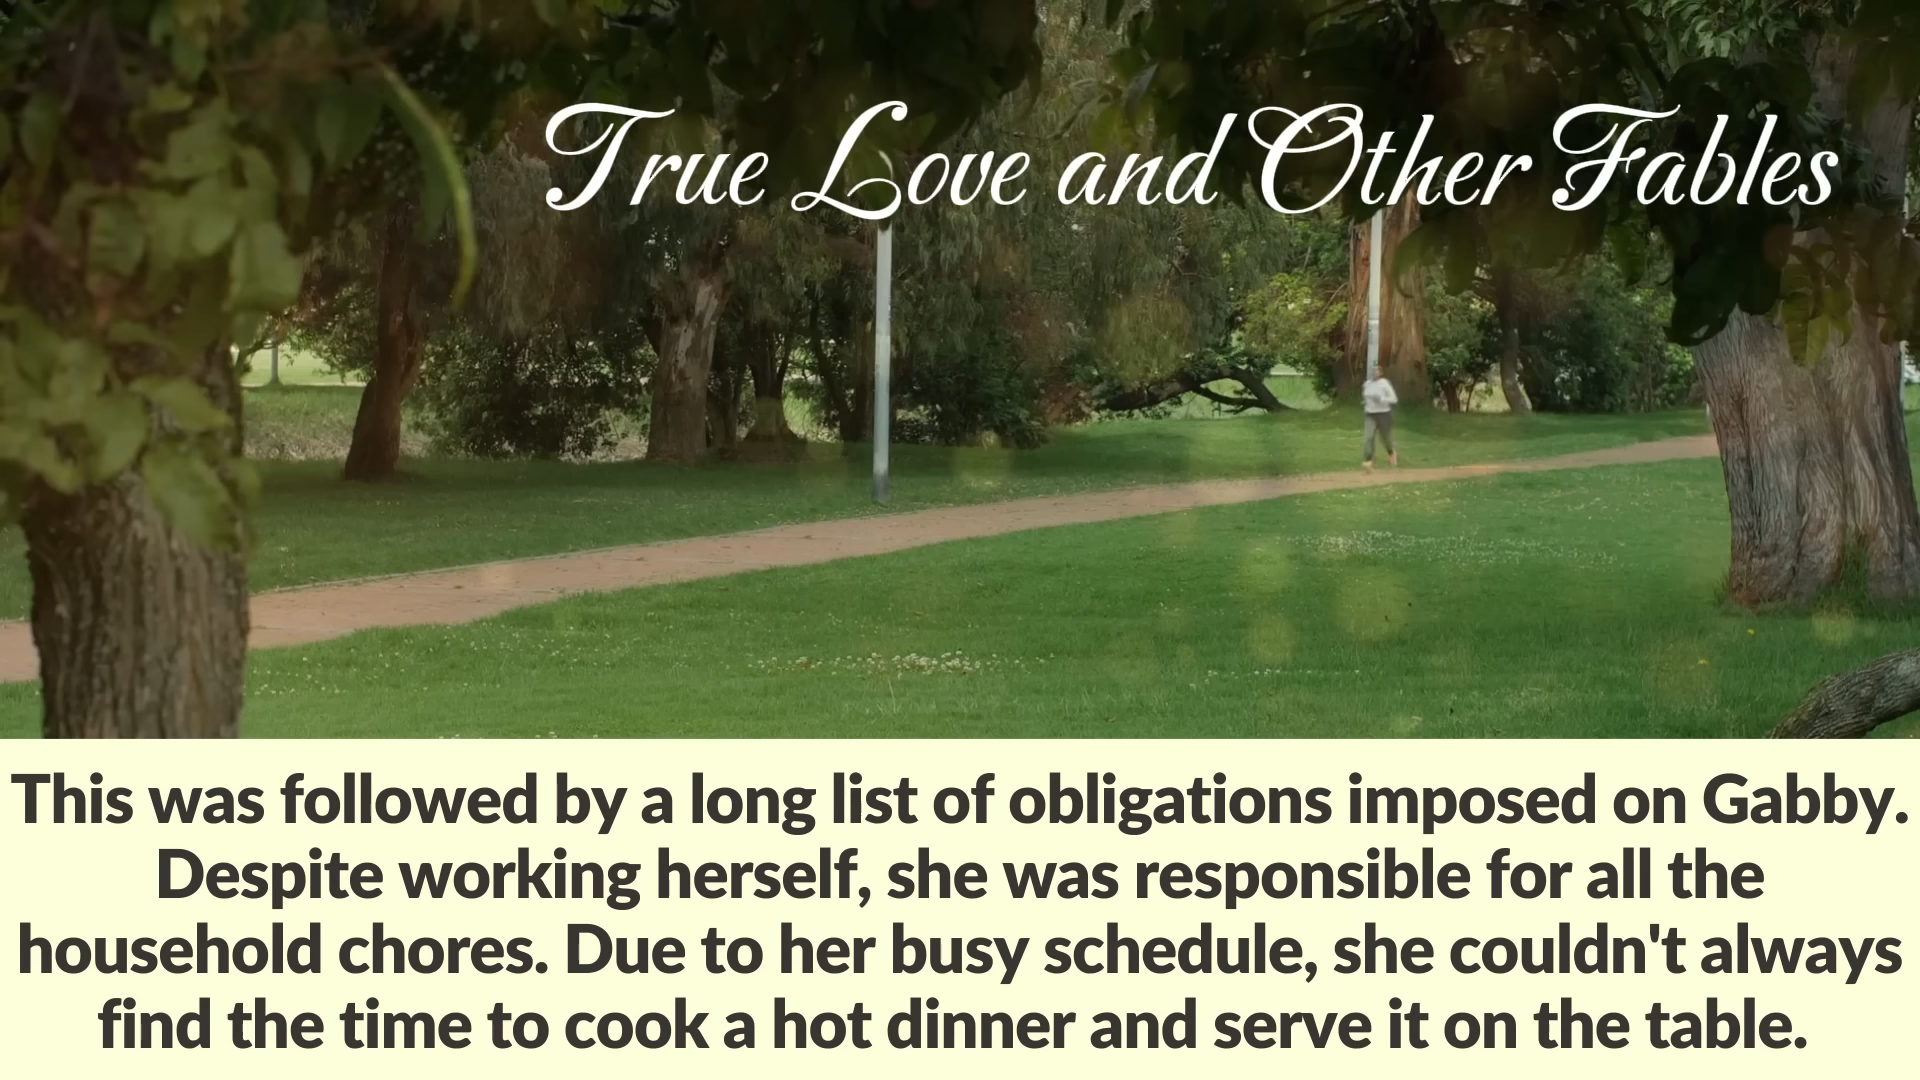 True Love and Other Fables
This was followed by a long list of obligations imposed on Gabby.
Despite working herself, she was responsible for all the
household chores. Due to her busy schedule, she couldn't always
find the time to cook a hot dinner and serve it on the table.